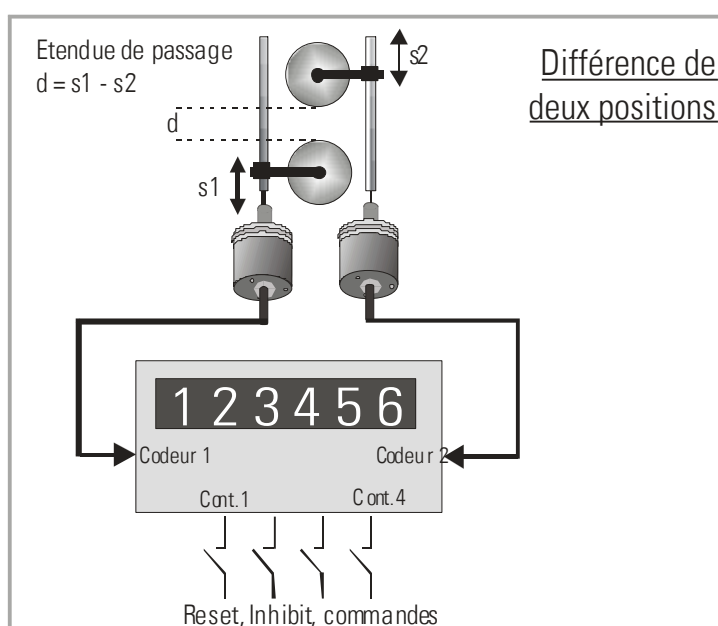 Etendue de passage
d = s1 - s2
s2
Différence de
deux positions
d
s1
123456
Codeur 1
Codeur 2
Cont.1
Cont.4
Reset, Inhibit, commandes